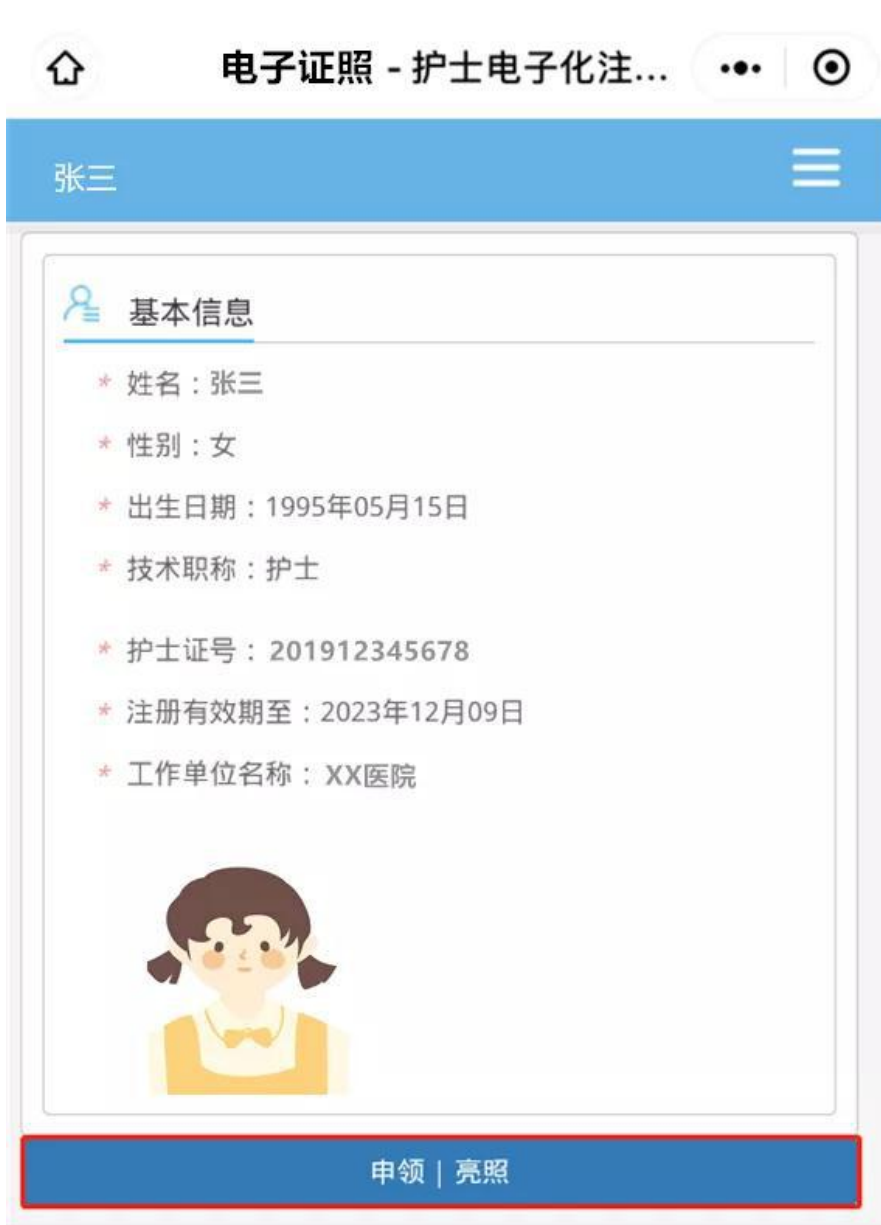 电子证照 - 护士电子化注...
张三
基本信息
* 姓名：张三
* 性别：女
* 出生日期：1995年05月15日
* 技术职称：护士
* 护士证号：201912345678
* 注册有效期至：2023年12月09日
* 工作单位名称：XX医院
申领 | 亮照